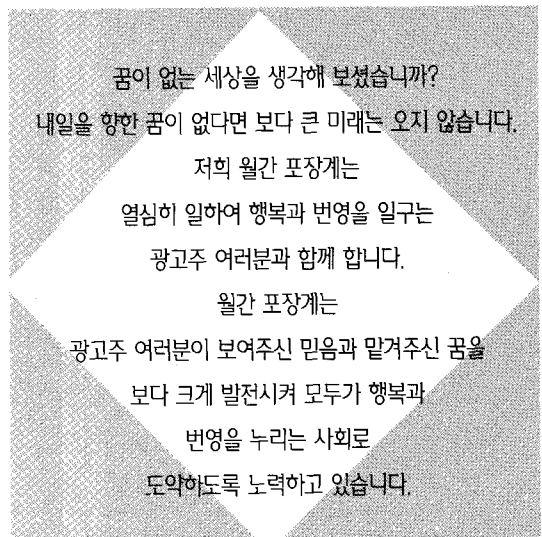 꿈이 없는 세상을 생각해 보셨습니까?
내일을 향한 꿈이 없다면 보다 큰 미래는 오지 않습니다.
저희 월간 포장계는
열심히 일하여 행복과 번영을 일구는
광고주 여러분과 함께 합니다.
월간 포장계는
광고주 여러분이 보여주신 믿음과 맡겨주신 꿈을
보다 크게 발전시켜 모두가 행복과
번영을 누리는 사회로
도약하도록 노력하고 있습니다.